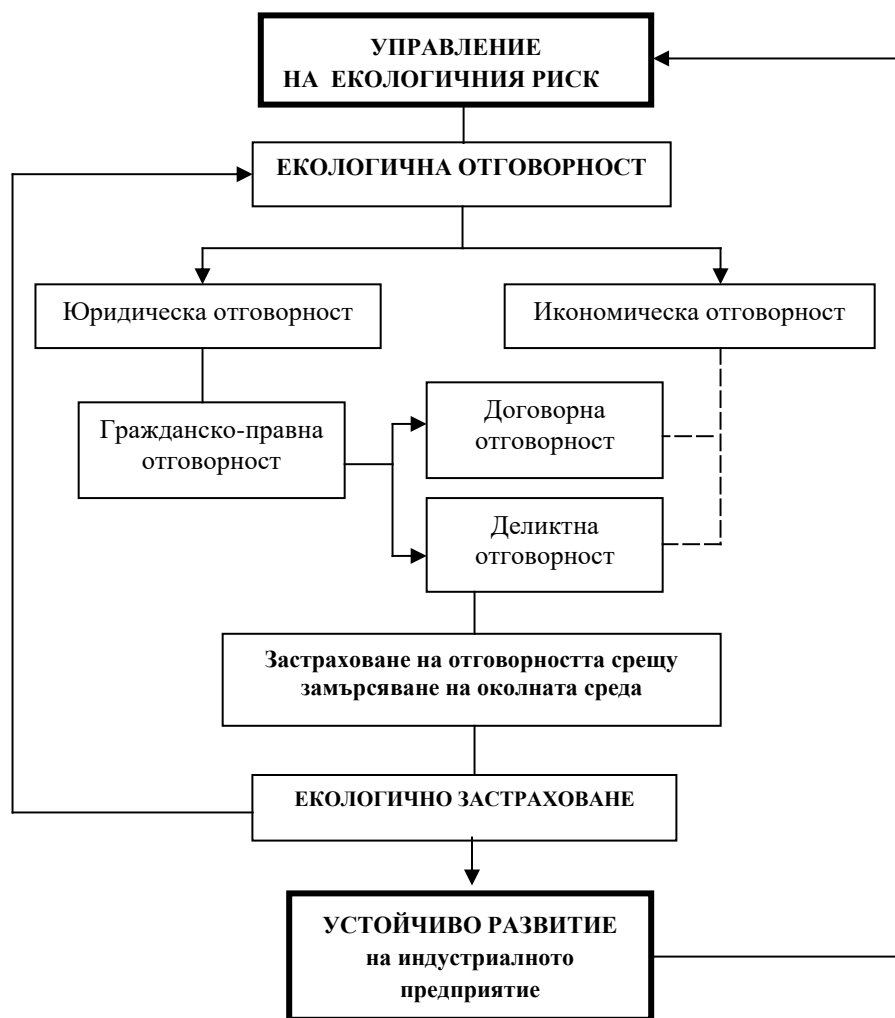 УПРАВЛЕНИЕ
НА ЕКОЛОГИЧНИЯ РИСК
ЕКОЛОГИЧНА ОТГОВОРНОСТ
Юридическа отговорност
Икономическа отговорност
Гражданско-правна
отговорност
Договорна
отговорност
Деликтна
отговорност
Застраховане на отговорността срещу
замърсяване на околната среда
ЕКОЛОГИЧНО ЗАСТРАХОВАНЕ
УСТОЙЧИВО РАЗВИТИЕ
на индустриалното
предприятие